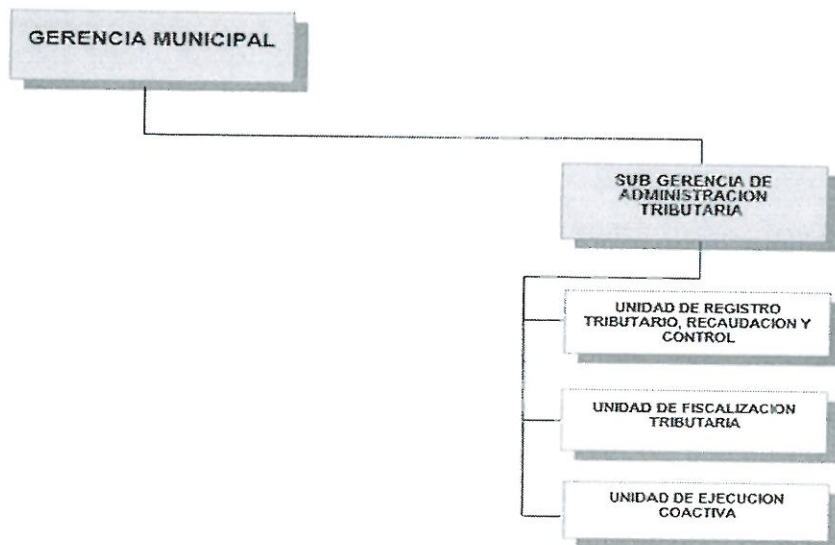 GERENCIA MUNICIPAL
SUB GERENCIA DE
ADMINISTRACION
TRIBUTARIA
UNIDAD DE REGISTRO
TRIBUTARIO, RECAUDACION Y
CONTROL
UNIDAD DE FISCALIZACION
TRIBUTARIA
UNIDAD DE EJECUCION
COACTIVA